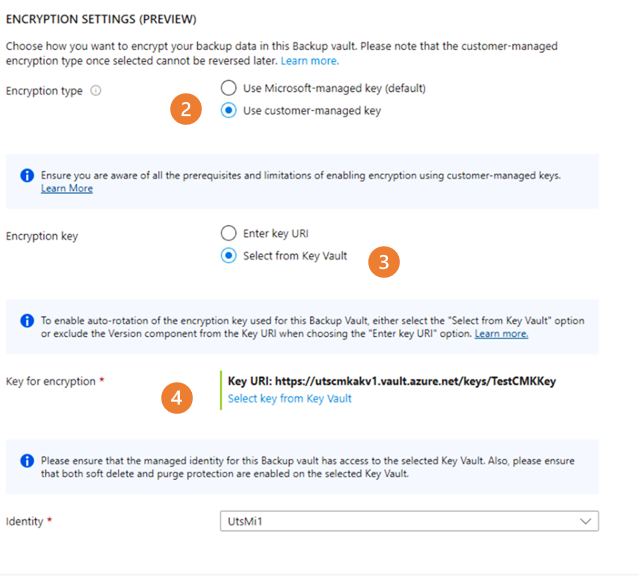 ENCRYPTION SETTINGS (PREVIEW)
Choose how you want to encrypt your backup data in this Backup vault. Please note that the customer-managed
encryption type once selected cannot be reversed later. Learn more.
Encryption type
Use Microsoft-managed key (default)
2
Use customer-managed key
Ensure you are aware of all the prerequisites and limitations of enabling encryption using customer-managed keys.
Learn More
Encryption key
Enter key URI
Select from Key Vault
3
To enable auto-rotation of the encryption key used for this Backup Vault, either select the "Select from Key Vault" option
or exclude the Version component from the Key URI when choosing the "Enter key URI" option. Learn more.
Key for encryption *
4
Key URI: https://utscmkakv1.vault.azure.net/keys/TestCMKKey
Select key from Key Vault
Please ensure that the managed identity for this Backup vault has access to the selected Key Vault. Also, please ensure
that both soft delete and purge protection are enabled on the selected Key Vault.
Identity *
UtsMi1